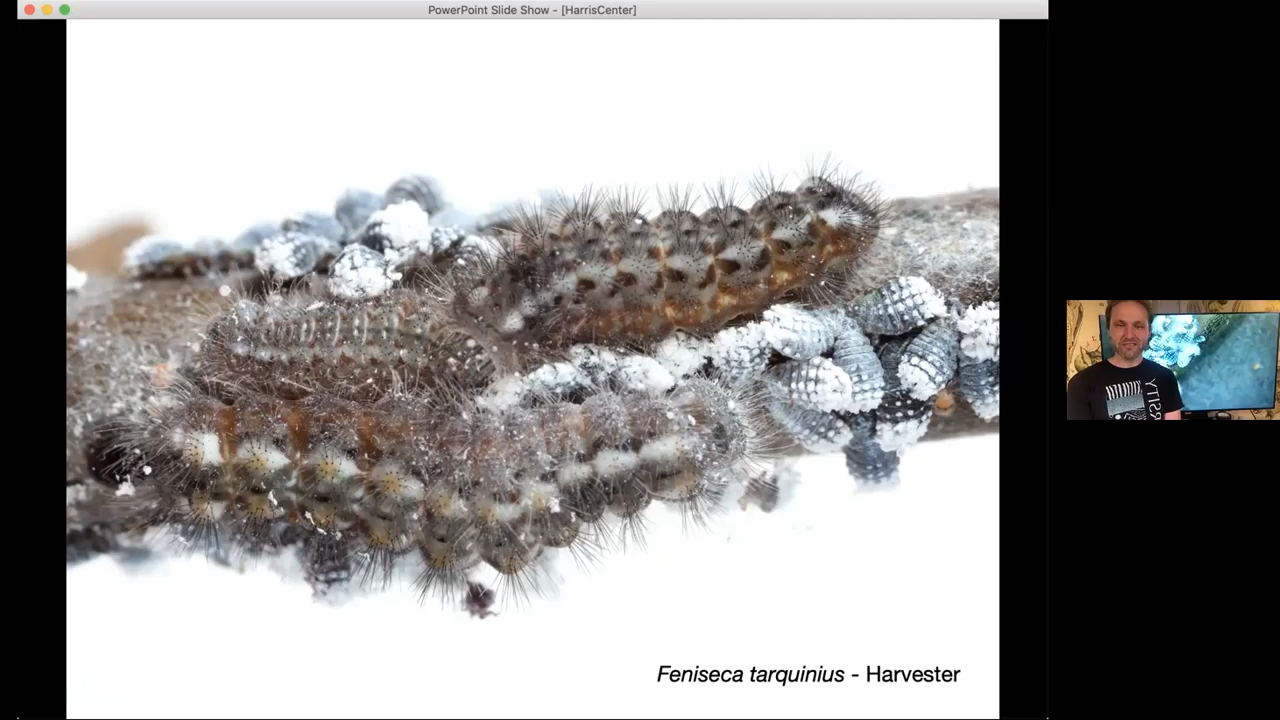 PowerPoint Slide Show - [HarrisCenter]
Feniseca tarquinius - Harvester